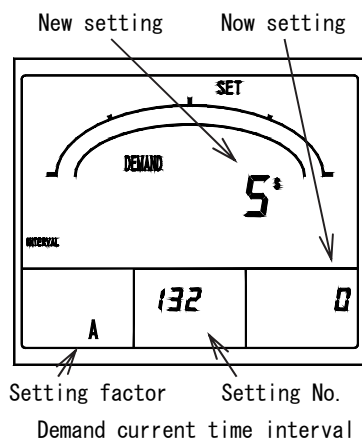 New setting Now setting
SET
DEMAND
5s
INTERVAL
132 0
A
Setting factor Setting No.
Demand current time interval